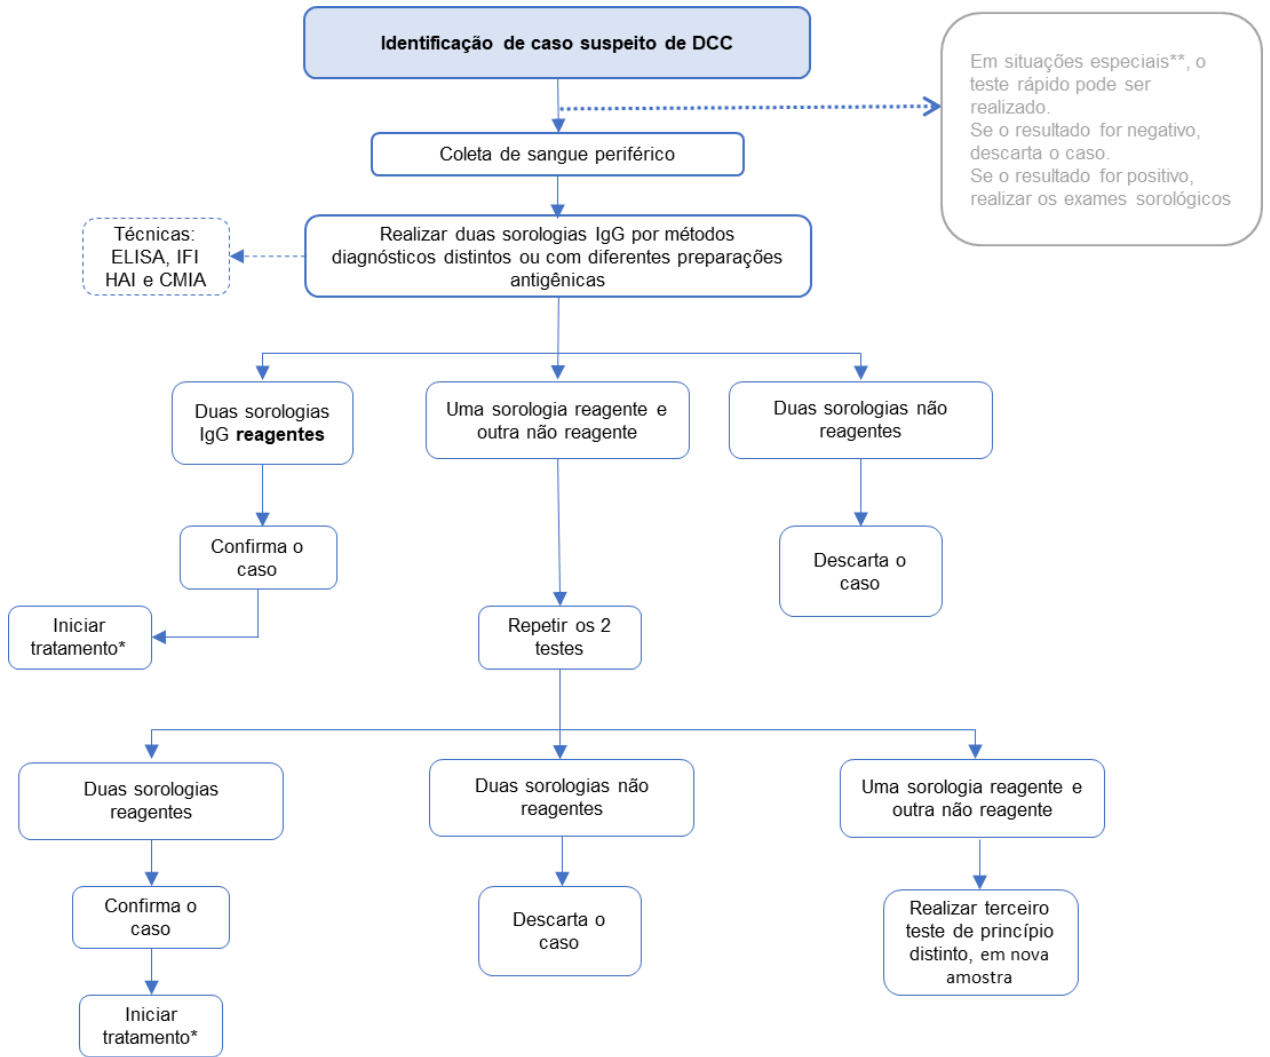 Identificação de caso suspeito de DCC
Em situações especiais**, o
teste rápido pode ser
realizado.
Se o resultado for negativo,
descarta o caso.
Se o resultado for positivo,
realizar os exames sorológicos
Coleta de sangue periférico
Técnicas:
ELISA, IFI
HAI e CMIA
Realizar duas sorologias IgG por métodos
diagnósticos distintos ou com diferentes preparações
antigênicas
Duas sorologias
IgG reagentes
Uma sorologia reagente e
outra não reagente
Duas sorologias não
reagentes
Confirma o
caso
Descarta o
caso
Iniciar
tratamento*
Repetir os 2
testes
Duas sorologias
reagentes
Duas sorologias não
reagentes
Uma sorologia reagente e
outra não reagente
Confirma o
caso
Descarta o
caso
Realizar terceiro
teste de princípio
distinto, em nova
amostra
Iniciar
tratamento*